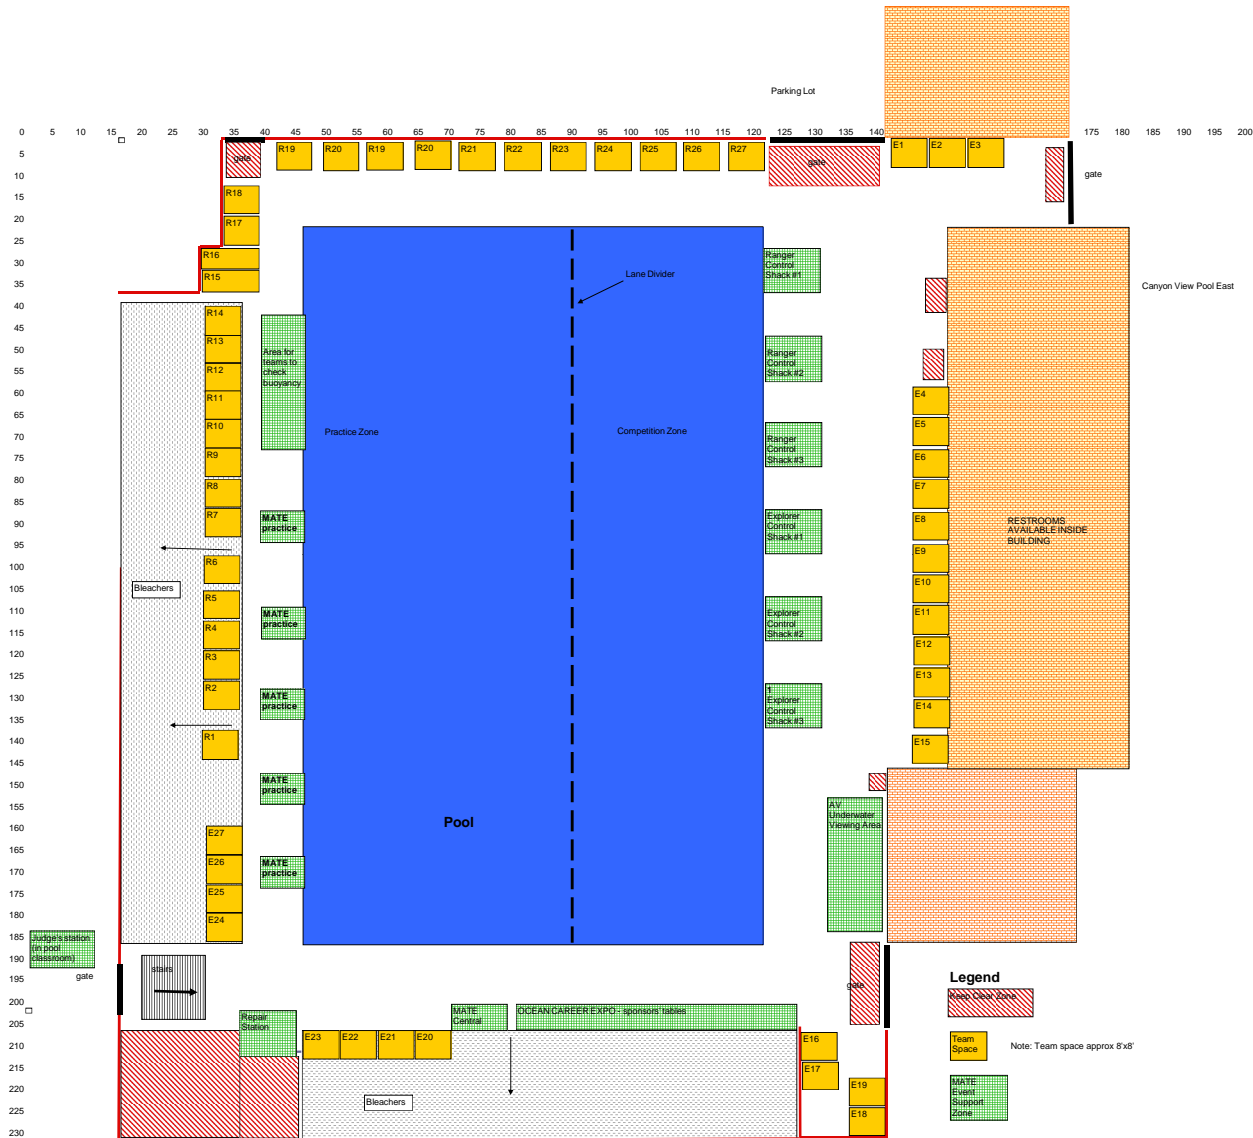 Parking Lot
0 5 10 15 20 25 30 35 40 45 50 55 60 65 70 75 80 85 90 95 100 105 110 115 120 125 130 135 140 175 180 185 190 195 200
5
10
15
20
25
30
35
40
45
50
55
60
65
70
75
80
85
90
95
100
105
110
115
120
125
130
135
140
145
150
155
160
165
170
175
180
185
190
195
200
205
210
215
220
225
230
gate
R19
R20
R19
R20
R21
R22
R23
R24
R25
R26
R27
gate
E1
E2
E3
gate
R18
R17
R16
R15
R14
R13
R12
R11
R10
R9
R8
R7
R6
R5
R4
R3
R2
R1
E27
E26
E25
E24
Bleachers
Area for
teams to
check
buoyancy
MATE
practice
MATE
practice
MATE
practice
MATE
practice
MATE
practice
Lane Divider
Practice Zone
Competition Zone
Pool
Ranger
Control
Shack #1
Ranger
Control
Shack #2
Ranger
Control
Shack #3
Explorer
Control
Shack #1
Explorer
Control
Shack #2
1
Explorer
Control
Shack #3
Canyon View Pool East
E4
E5
E6
E7
E8
E9
E10
E11
E12
E13
E14
E15
RESTROOMS
AVAILABLE INSIDE
BUILDING
AV
Underwater
Viewing Area
Judge's station
(in pool
classroom)
gate
stairs
Repair
Station
E23
E22
E21
E20
MATE
Central
OCEAN CAREER EXPO - sponsors' tables
Bleachers
gate
E16
E17
E19
E18
Legend
Keep Clear Zone
Team
Space
Note: Team space approx 8'x8'
MATE
Event
Support
Zone